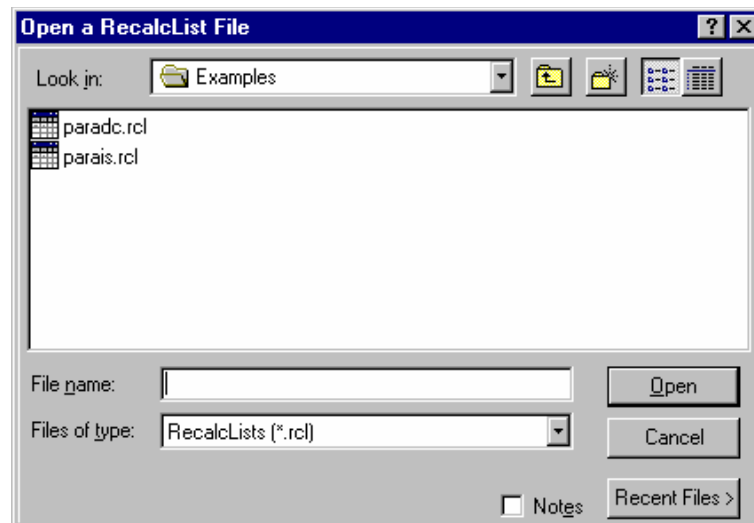 Open a RecalcList File
Look in: Examples
paradc.rcl
parais.rcl
File name: Open
Files of type: RecalcLists (*.rcl) Cancel
Notes Recent Files >